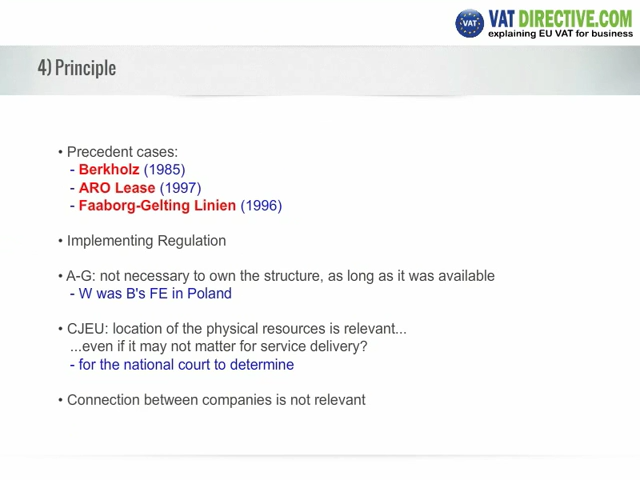 VAT DIRECTIVE.COM
explaining EU VAT for business
4) Principle
• Precedent cases:
- Berkholz (1985)
- ARO Lease (1997)
- Faaborg-Gelting Linien (1996)
• Implementing Regulation
• A-G: not necessary to own the structure, as long as it was available
- W was B's FE in Poland
• CJEU: location of the physical resources is relevant...
...even if it may not matter for service delivery?
- for the national court to determine
• Connection between companies is not relevant